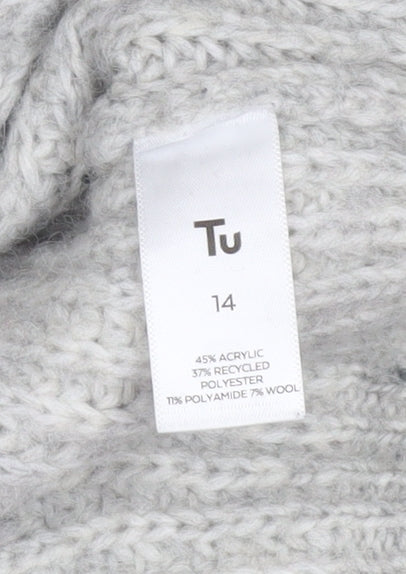 Tu
14
45% ACRYLIC
37% RECYCLED
POLYESTER
11% POLYAMIDE 7% WOOL